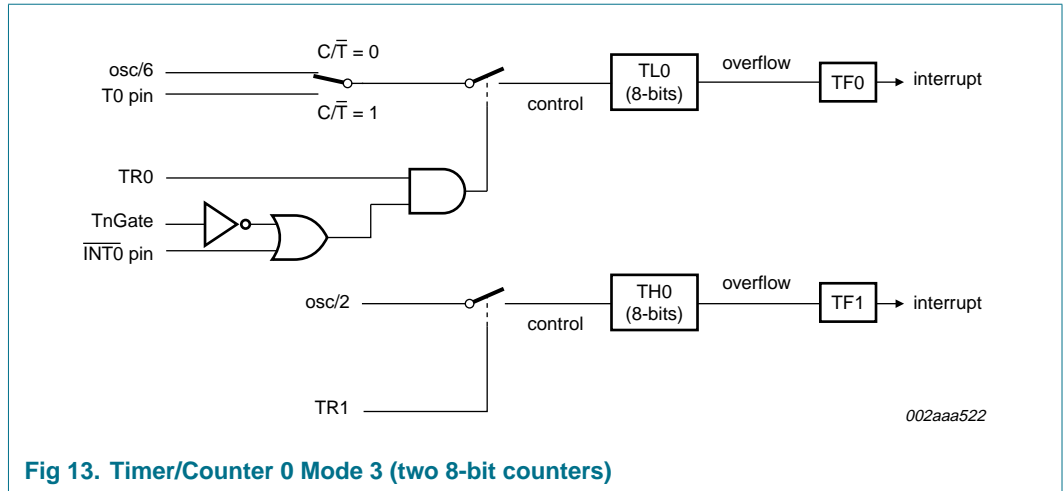 C/T̅ = 0
osc/6
T0 pin
C/T̅ = 1
control
TL0
(8-bits)
overflow
TF0
interrupt
TR0
TnGate
I̅N̅T̅0̅ pin
osc/2
control
TH0
(8-bits)
overflow
TF1
interrupt
TR1
002aaa522
Fig 13. Timer/Counter 0 Mode 3 (two 8-bit counters)